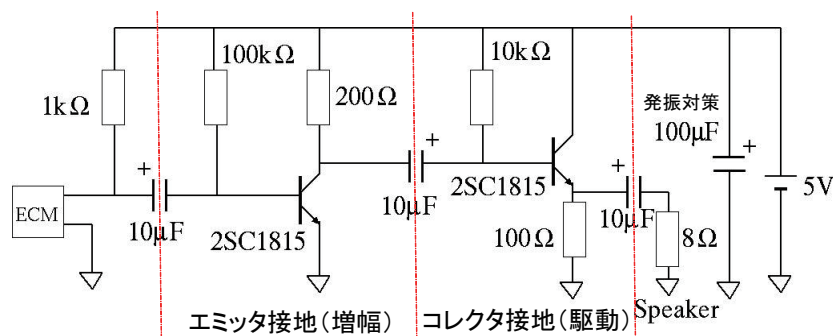 100kΩ
10kΩ
1kΩ
200Ω
発振対策
100μF
+
+
+
+
ECM
10μF
2SC1815
10μF
2SC1815
100Ω
10μF
8Ω
5V
エミッタ接地(増幅)
コレクタ接地(駆動)
Speaker